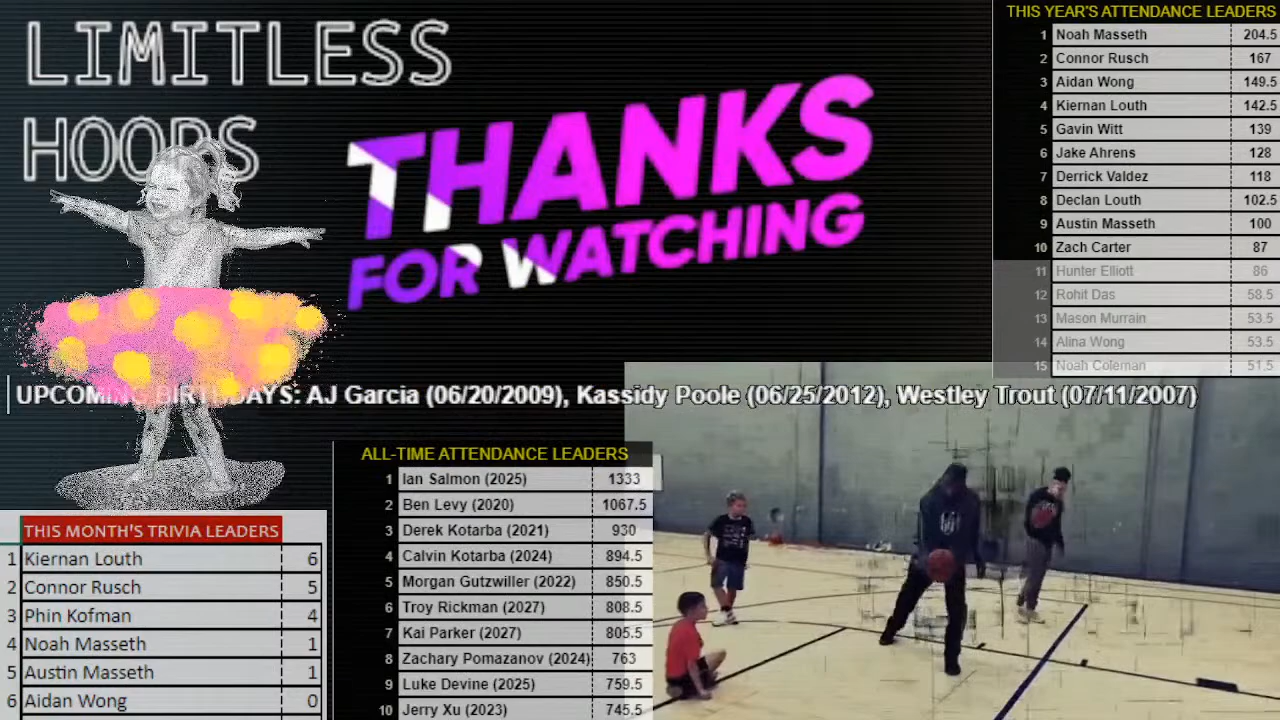 LIMITLESS
HOOPS
THANKS
FOR WATCHING
THIS YEAR'S ATTENDANCE LEADERS
1 Noah Masseth 204.5
2 Connor Rusch 167
3 Aidan Wong 149.5
4 Kiernan Louth 142.5
5 Gavin Witt 139
6 Jake Ahrens 128
7 Derrick Valdez 118
8 Declan Louth 102.5
9 Austin Masseth 100
10 Zach Carter 87
11 Hunter Elliott 86
12 Rohit Das 58.5
13 Mason Murrain 53.5
14 Alina Wong 53.5
15 Noah Coleman 51.5
UPCOMING BIRTHDAYS: AJ Garcia (06/20/2009), Kassidy Poole (06/25/2012), Westley Trout (07/11/2007)
ALL-TIME ATTENDANCE LEADERS
1 Ian Salmon (2025) 1333
2 Ben Levy (2020) 1067.5
3 Derek Kotarba (2021) 930
4 Calvin Kotarba (2024) 894.5
5 Morgan Gutzwiller (2022) 850.5
6 Troy Rickman (2027) 808.5
7 Kai Parker (2027) 805.5
8 Zachary Pomazanov (2024) 763
9 Luke Devine (2025) 759.5
10 Jerry Xu (2023) 745.5
THIS MONTH'S TRIVIA LEADERS
1 Kiernan Louth 6
2 Connor Rusch 5
3 Phin Kofman 4
4 Noah Masseth 1
5 Austin Masseth 1
6 Aidan Wong 0